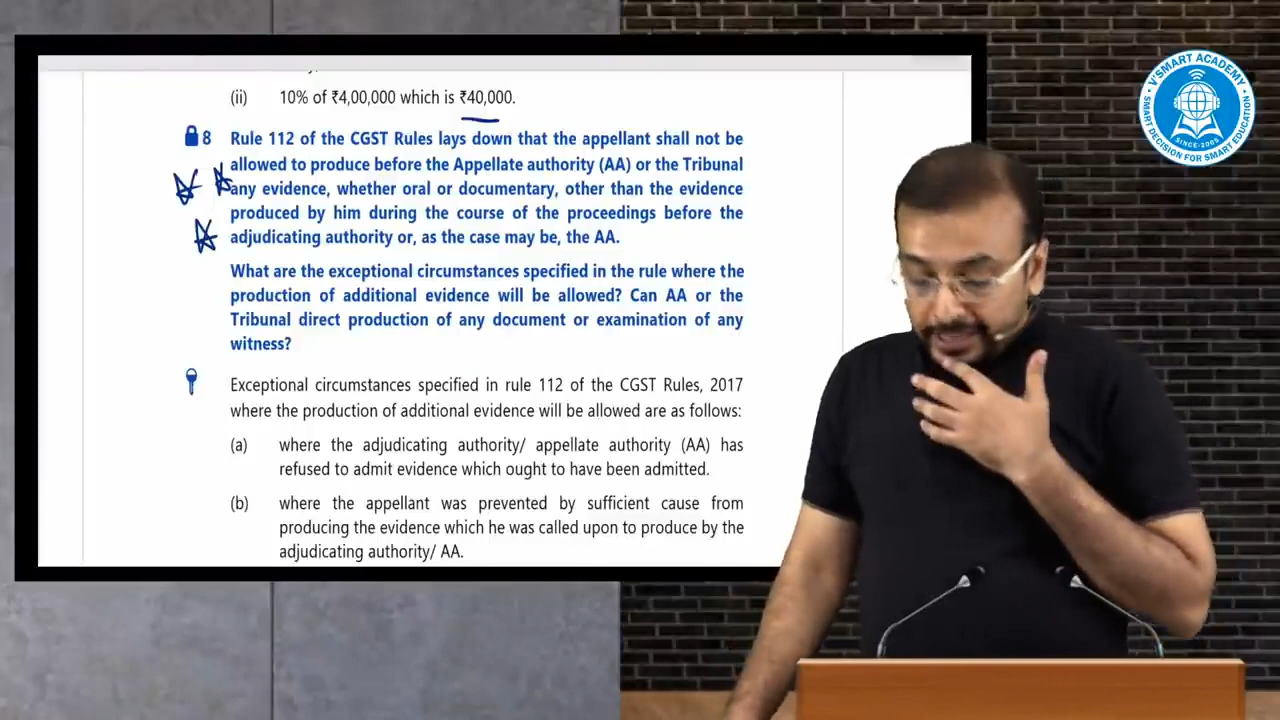 (ii) 10% of ₹4,00,000 which is ₹40,000.
8 Rule 112 of the CGST Rules lays down that the appellant shall not be
allowed to produce before the Appellate authority (AA) or the Tribunal
any evidence, whether oral or documentary, other than the evidence
produced by him during the course of the proceedings before the
adjudicating authority or, as the case may be, the AA.
What are the exceptional circumstances specified in the rule where the
production of additional evidence will be allowed? Can AA or the
Tribunal direct production of any document or examination of any
witness?
Exceptional circumstances specified in rule 112 of the CGST Rules, 2017
where the production of additional evidence will be allowed are as follows:
(a) where the adjudicating authority/ appellate authority (AA) has
refused to admit evidence which ought to have been admitted.
(b) where the appellant was prevented by sufficient cause from
producing the evidence which he was called upon to produce by the
adjudicating authority/ AA.
V'SMART ACADEMY
SINCE-2005
SMART DECISION FOR SMART EDUCATION